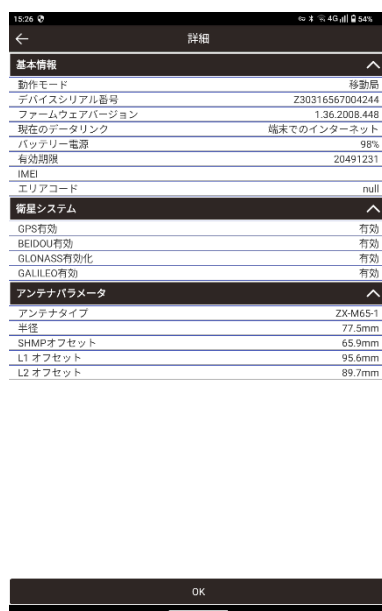 15:26 4G 54%
詳細
基本情報
動作モード 移動局
デバイスシリアル番号 Z30316567004244
ファームウェアバージョン 1.36.2008.448
現在のデータリンク 端末でのインターネット
バッテリー電源 98%
有効期限 20491231
IMEI
エリアコード null
衛星システム
GPS有効 有効
BEIDOU有効 有効
GLONASS有効化 有効
GALILEO有効 有効
アンテナパラメータ
アンテナタイプ ZX-M65-1
半径 77.5mm
SHMPオフセット 65.9mm
L1 オフセット 95.6mm
L2 オフセット 89.7mm
OK